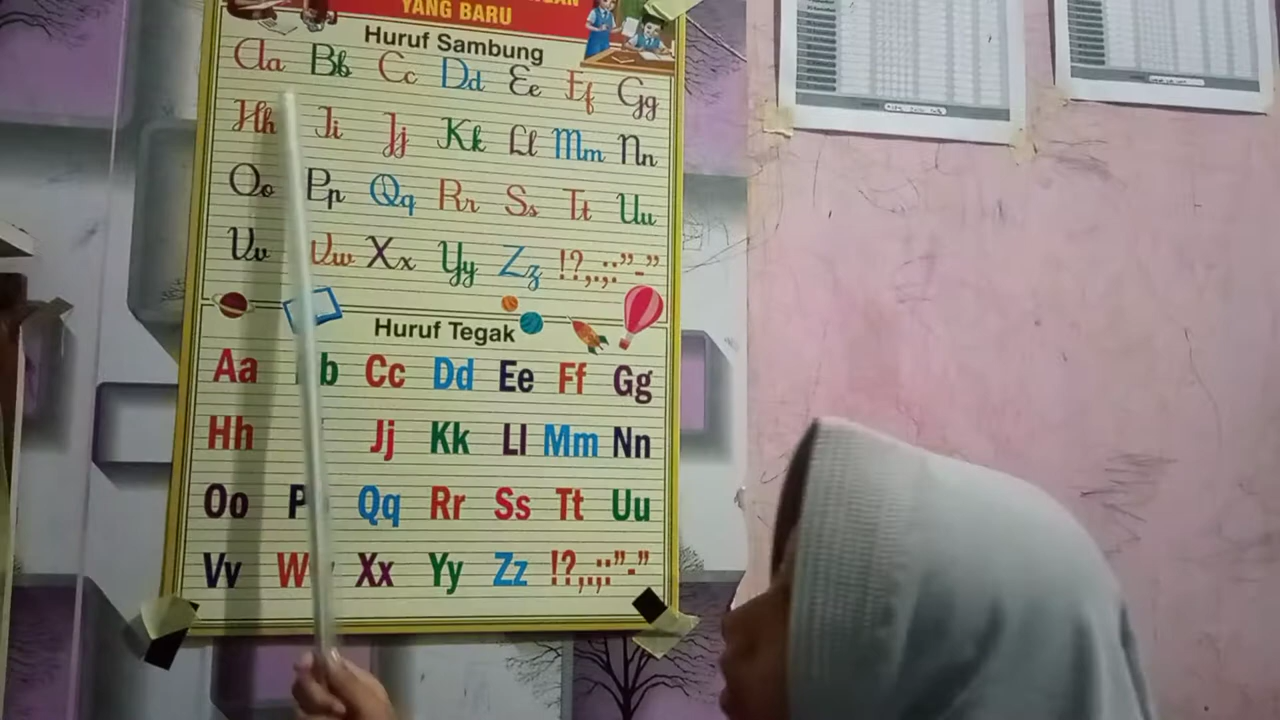 YANG BARU
Huruf Sambung
Aa Bb Cc Dd Ee Ff Gg
Hh Ii Jj Kk Ll Mm Nn
Oo Pp Qq Rr Ss Tt Uu
Vv Ww Xx Yy Zz !?,.;:”-”
Huruf Tegak
Aa b Cc Dd Ee Ff Gg
Hh Jj Kk Ll Mm Nn
Oo P Qq Rr Ss Tt Uu
Vv W Xx Yy Zz !?,.;:”-”